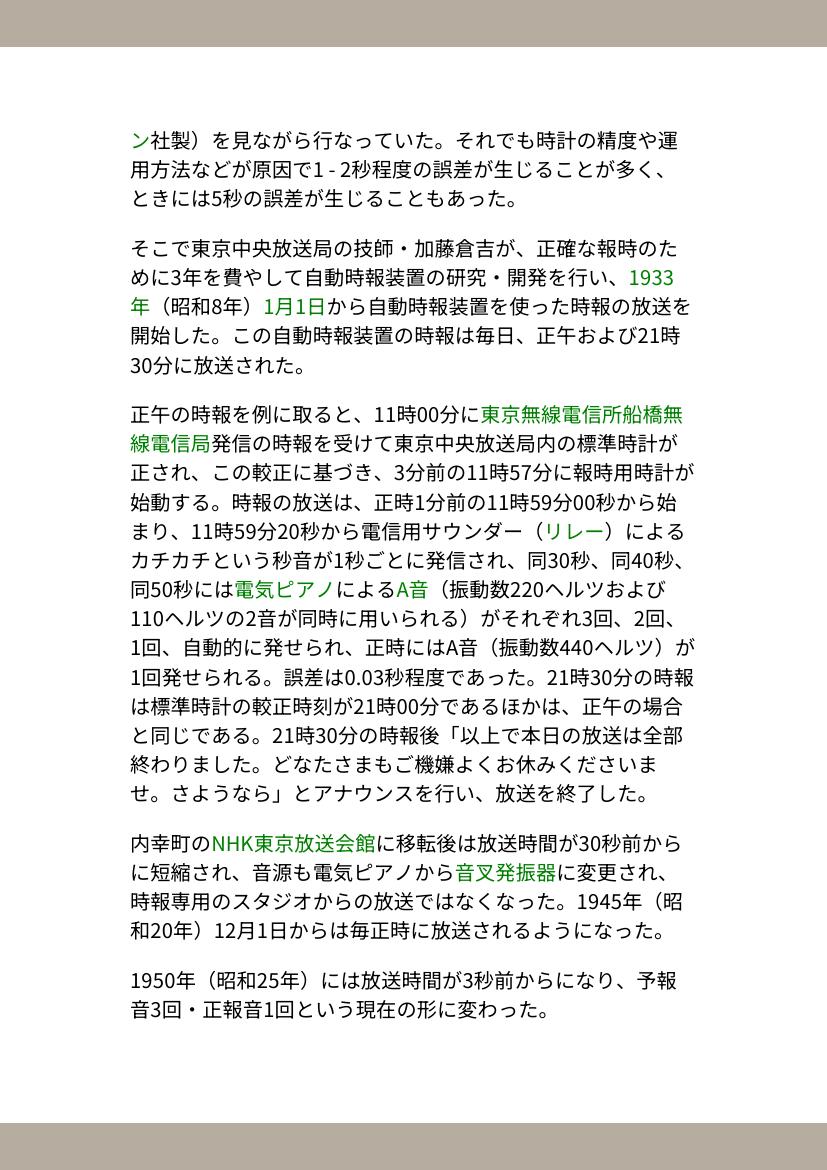 ン社製）を見ながら行なっていた。それでも時計の精度や運
用方法などが原因で1 - 2秒程度の誤差が生じることが多く、
ときには5秒の誤差が生じることもあった。
そこで東京中央放送局の技師・加藤倉吉が、正確な報時のた
めに3年を費やして自動時報装置の研究・開発を行い、1933
年（昭和8年）1月1日から自動時報装置を使った時報の放送を
開始した。この自動時報装置の時報は毎日、正午および21時
30分に放送された。
正午の時報を例に取ると、11時00分に東京無線電信所船橋無
線電信局発信の時報を受けて東京中央放送局内の標準時計が
正され、この較正に基づき、3分前の11時57分に報時用時計が
始動する。時報の放送は、正時1分前の11時59分00秒から始
まり、11時59分20秒から電信用サウンダー（リレー）による
カチカチという秒音が1秒ごとに発信され、同30秒、同40秒、
同50秒には電気ピアノによるA音（振動数220ヘルツおよび
110ヘルツの2音が同時に用いられる）がそれぞれ3回、2回、
1回、自動的に発せられ、正時にはA音（振動数440ヘルツ）が
1回発せられる。誤差は0.03秒程度であった。21時30分の時報
は標準時計の較正時刻が21時00分であるほかは、正午の場合
と同じである。21時30分の時報後「以上で本日の放送は全部
終わりました。どなたさまもご機嫌よくお休みくださいま
せ。さようなら」とアナウンスを行い、放送を終了した。
内幸町のNHK東京放送会館に移転後は放送時間が30秒前から
に短縮され、音源も電気ピアノから音叉発振器に変更され、
時報専用のスタジオからの放送ではなくなった。1945年（昭
和20年）12月1日からは毎正時に放送されるようになった。
1950年（昭和25年）には放送時間が3秒前からになり、予報
音3回・正報音1回という現在の形に変わった。